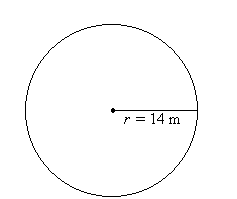 r = 14 m